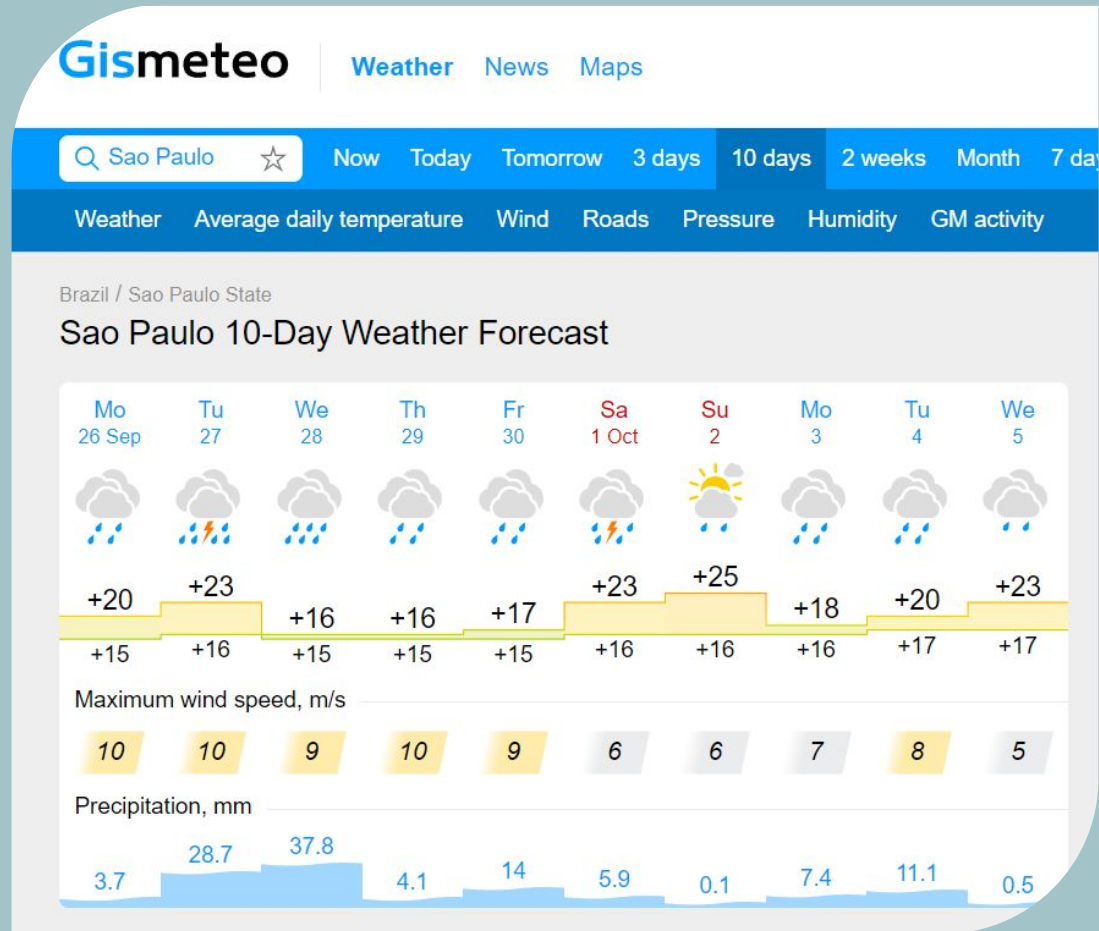 Gismeteo Weather News Maps
Sao Paulo Now Today Tomorrow 3 days 10 days 2 weeks Month 7 day
Weather Average daily temperature Wind Roads Pressure Humidity GM activity
Brazil / Sao Paulo State
Sao Paulo 10-Day Weather Forecast
Mo Tu We Th Fr Sa Su Mo Tu We
26 Sep 27 28 29 30 1 Oct 2 3 4 5
+20 +23 +16 +16 +17 +23 +25 +18 +20 +23
+15 +16 +15 +15 +15 +16 +16 +16 +17 +17
Maximum wind speed, m/s
10 10 9 10 9 6 6 7 8 5
Precipitation, mm
3.7 28.7 37.8 4.1 14 5.9 0.1 7.4 11.1 0.5